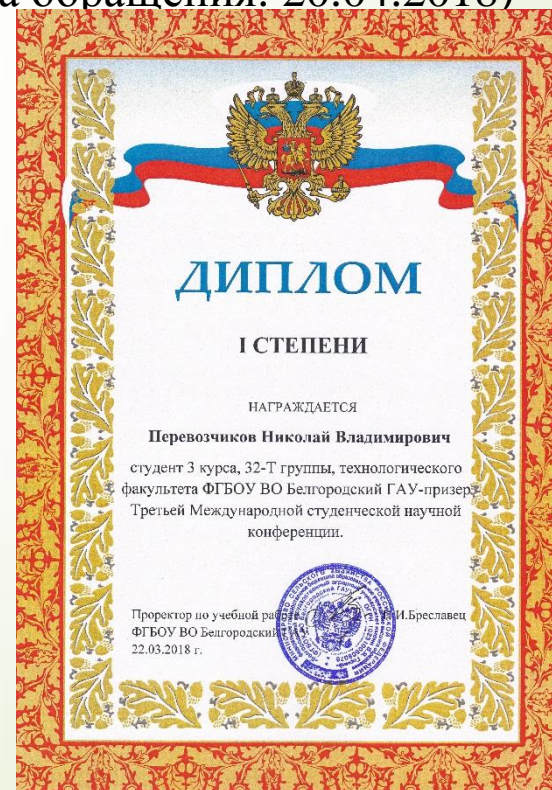 а обращения: 26.04.2018)
ДИПЛОМ
I СТЕПЕНИ
НАГРАЖДАЕТСЯ
Перевозчиков Николай Владимирович
студент 3 курса, 32-Т группы, технологического
факультета ФГБОУ ВО Белгородский ГАУ-призер
Третьей Международной студенческой научной
конференции.
Проректор по учебной И.Бреславец
ФГБОУ ВО Белгородский
22.03.2018 г.